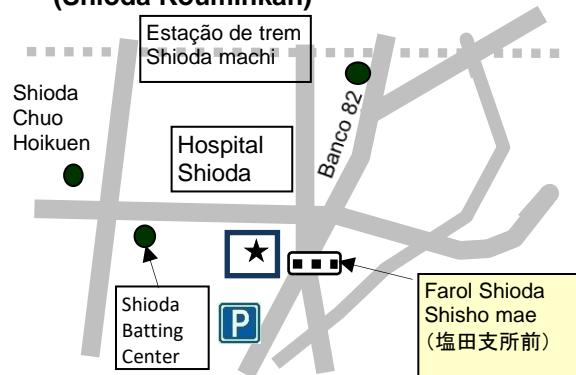 (Shioda Kouminkan)
Estação de trem
Shioda machi
Shioda
Chuo
Hoikuen
Banco 82
Hospital
Shioda
Shioda
Batting
Center
P
Farol Shioda
Shisho mae
（塩田支所前）